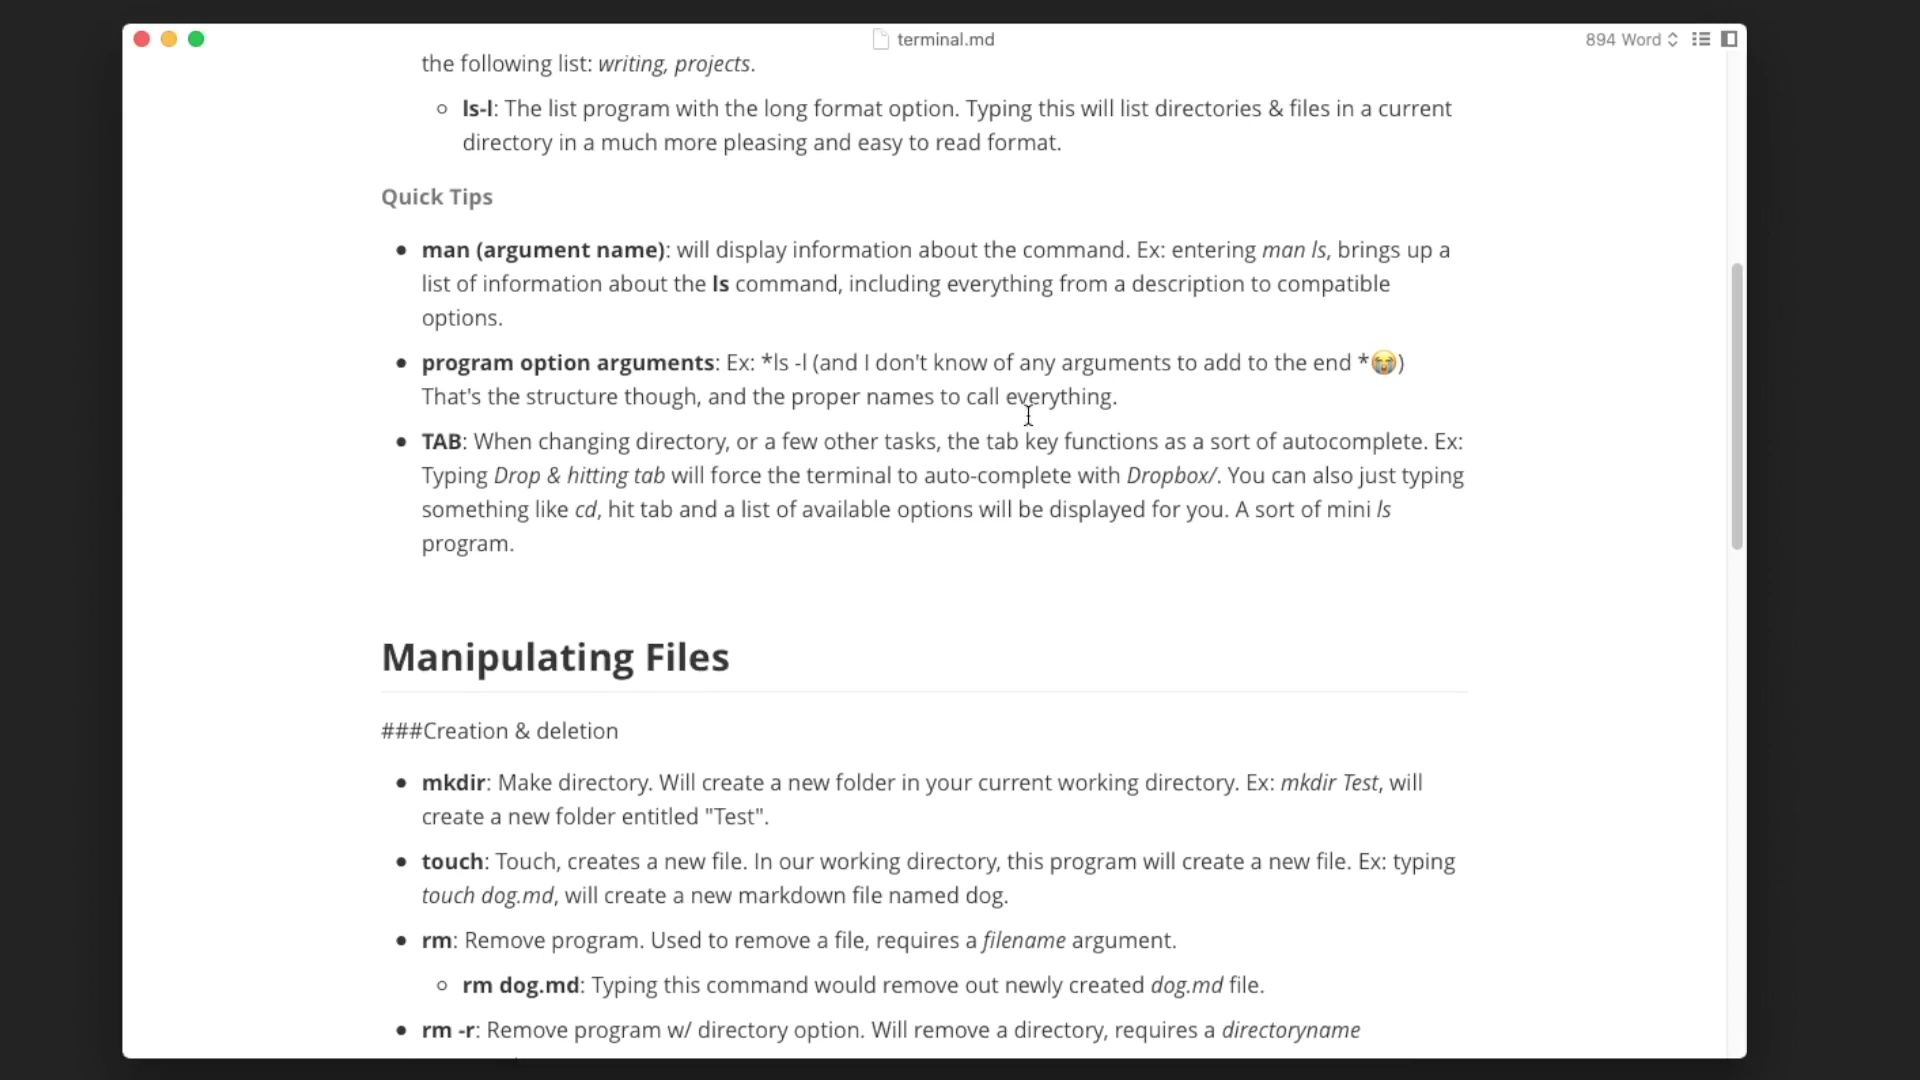 terminal.md
894 Word
the following list: writing, projects.
ls-l: The list program with the long format option. Typing this will list directories & files in a current
directory in a much more pleasing and easy to read format.
Quick Tips
man (argument name): will display information about the command. Ex: entering man ls, brings up a
list of information about the ls command, including everything from a description to compatible
options.
program option arguments: Ex: *ls -l (and I don't know of any arguments to add to the end *😭)
That's the structure though, and the proper names to call everything.
TAB: When changing directory, or a few other tasks, the tab key functions as a sort of autocomplete. Ex:
Typing Drop & hitting tab will force the terminal to auto-complete with Dropbox/. You can also just typing
something like cd, hit tab and a list of available options will be displayed for you. A sort of mini ls
program.
Manipulating Files
###Creation & deletion
mkdir: Make directory. Will create a new folder in your current working directory. Ex: mkdir Test, will
create a new folder entitled "Test".
touch: Touch, creates a new file. In our working directory, this program will create a new file. Ex: typing
touch dog.md, will create a new markdown file named dog.
rm: Remove program. Used to remove a file, requires a filename argument.
rm dog.md: Typing this command would remove out newly created dog.md file.
rm -r: Remove program w/ directory option. Will remove a directory, requires a directoryname